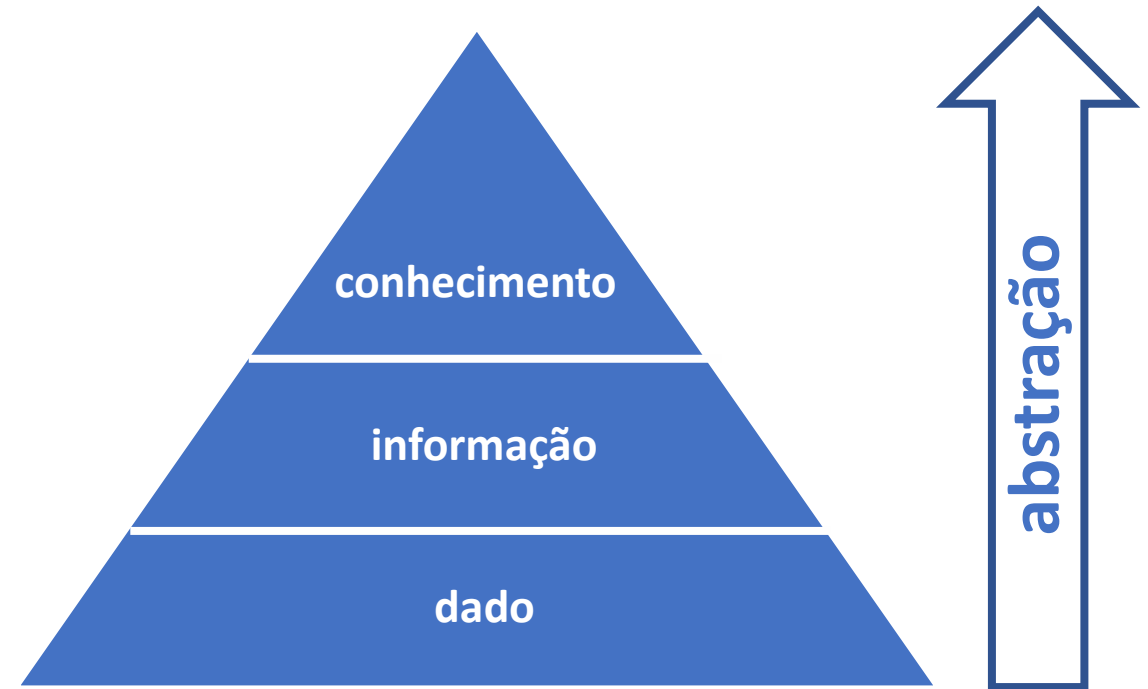 conhecimento
informação
dado
abstração